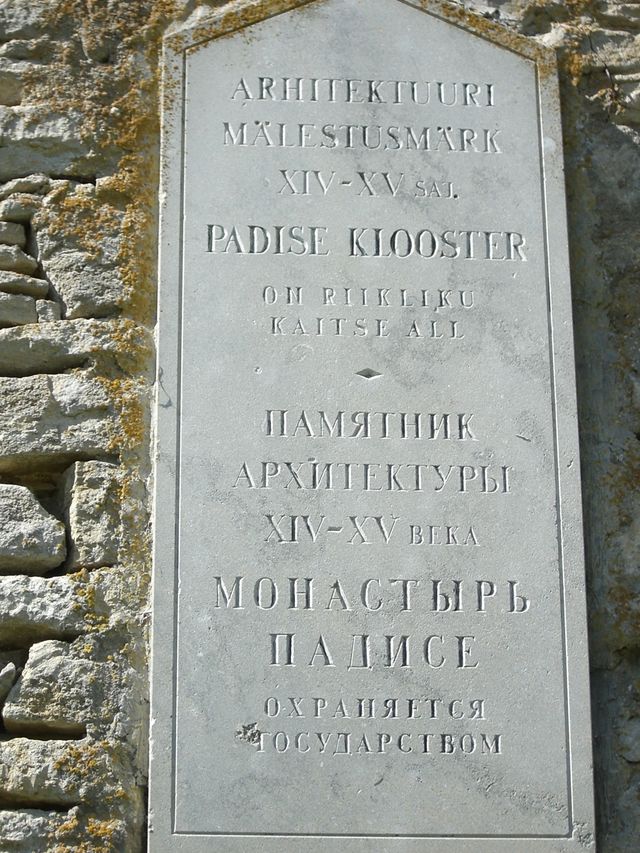 ARHITEKTUURI
MÄLESTUSMÄRK
XIV-XV SAJ.
PADISE KLOOSTER
ON RIIKLIKU
KAITSE ALL
ПАМЯТНИК
АРХИТЕКТУРЫ
XIV-XV ВЕКА
МОНАСТЫРЬ
ПАДИСЕ
ОХРАНЯЕТСЯ
ГОСУДАРСТВОМ